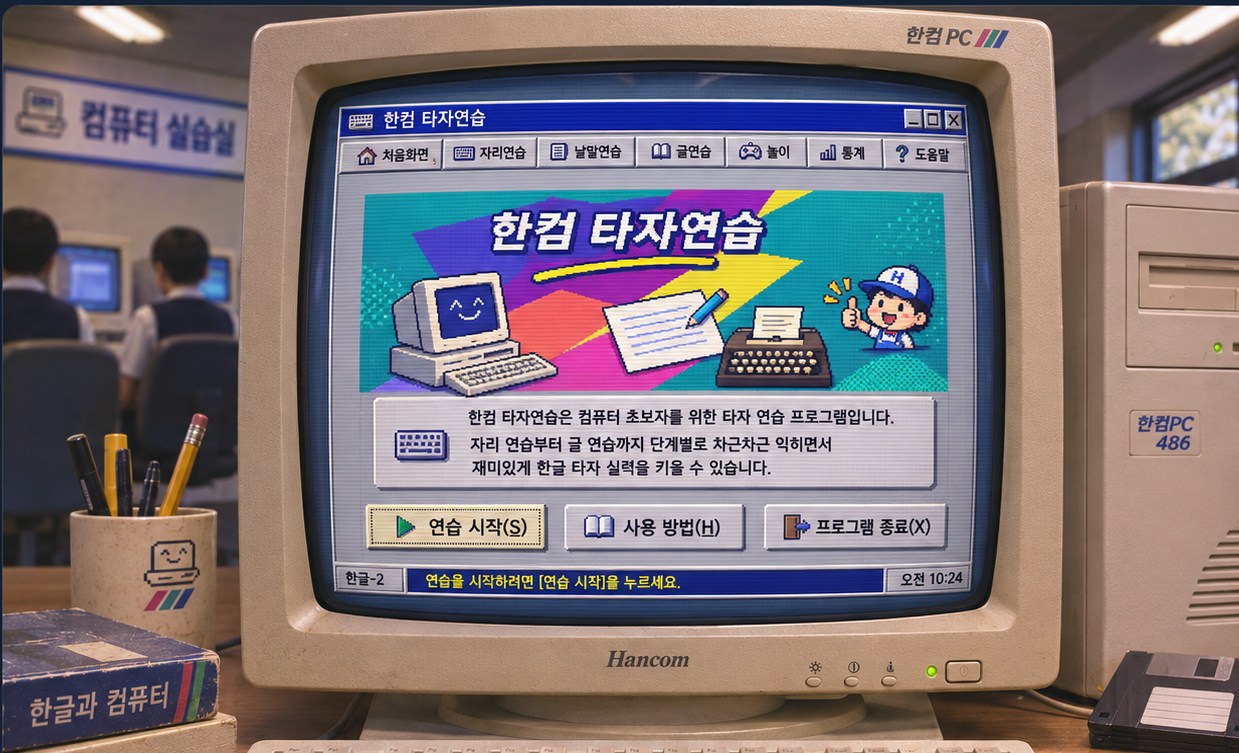 컴퓨터 실습실
한컴 PC
한컴 타자연습
처음화면
자리연습
낱말연습
글연습
놀이
통계
도움말
한컴 타자연습
H
한컴 타자연습은 컴퓨터 초보자를 위한 타자 연습 프로그램입니다.
자리 연습부터 글 연습까지 단계별로 차근차근 익히면서
재미있게 한글 타자 실력을 키울 수 있습니다.
연습 시작(S)
사용 방법(H)
프로그램 종료(X)
한글-2
연습을 시작하려면 [연습 시작]을 누르세요.
오전 10:24
Hancom
한컴PC
486
한글과 컴퓨터